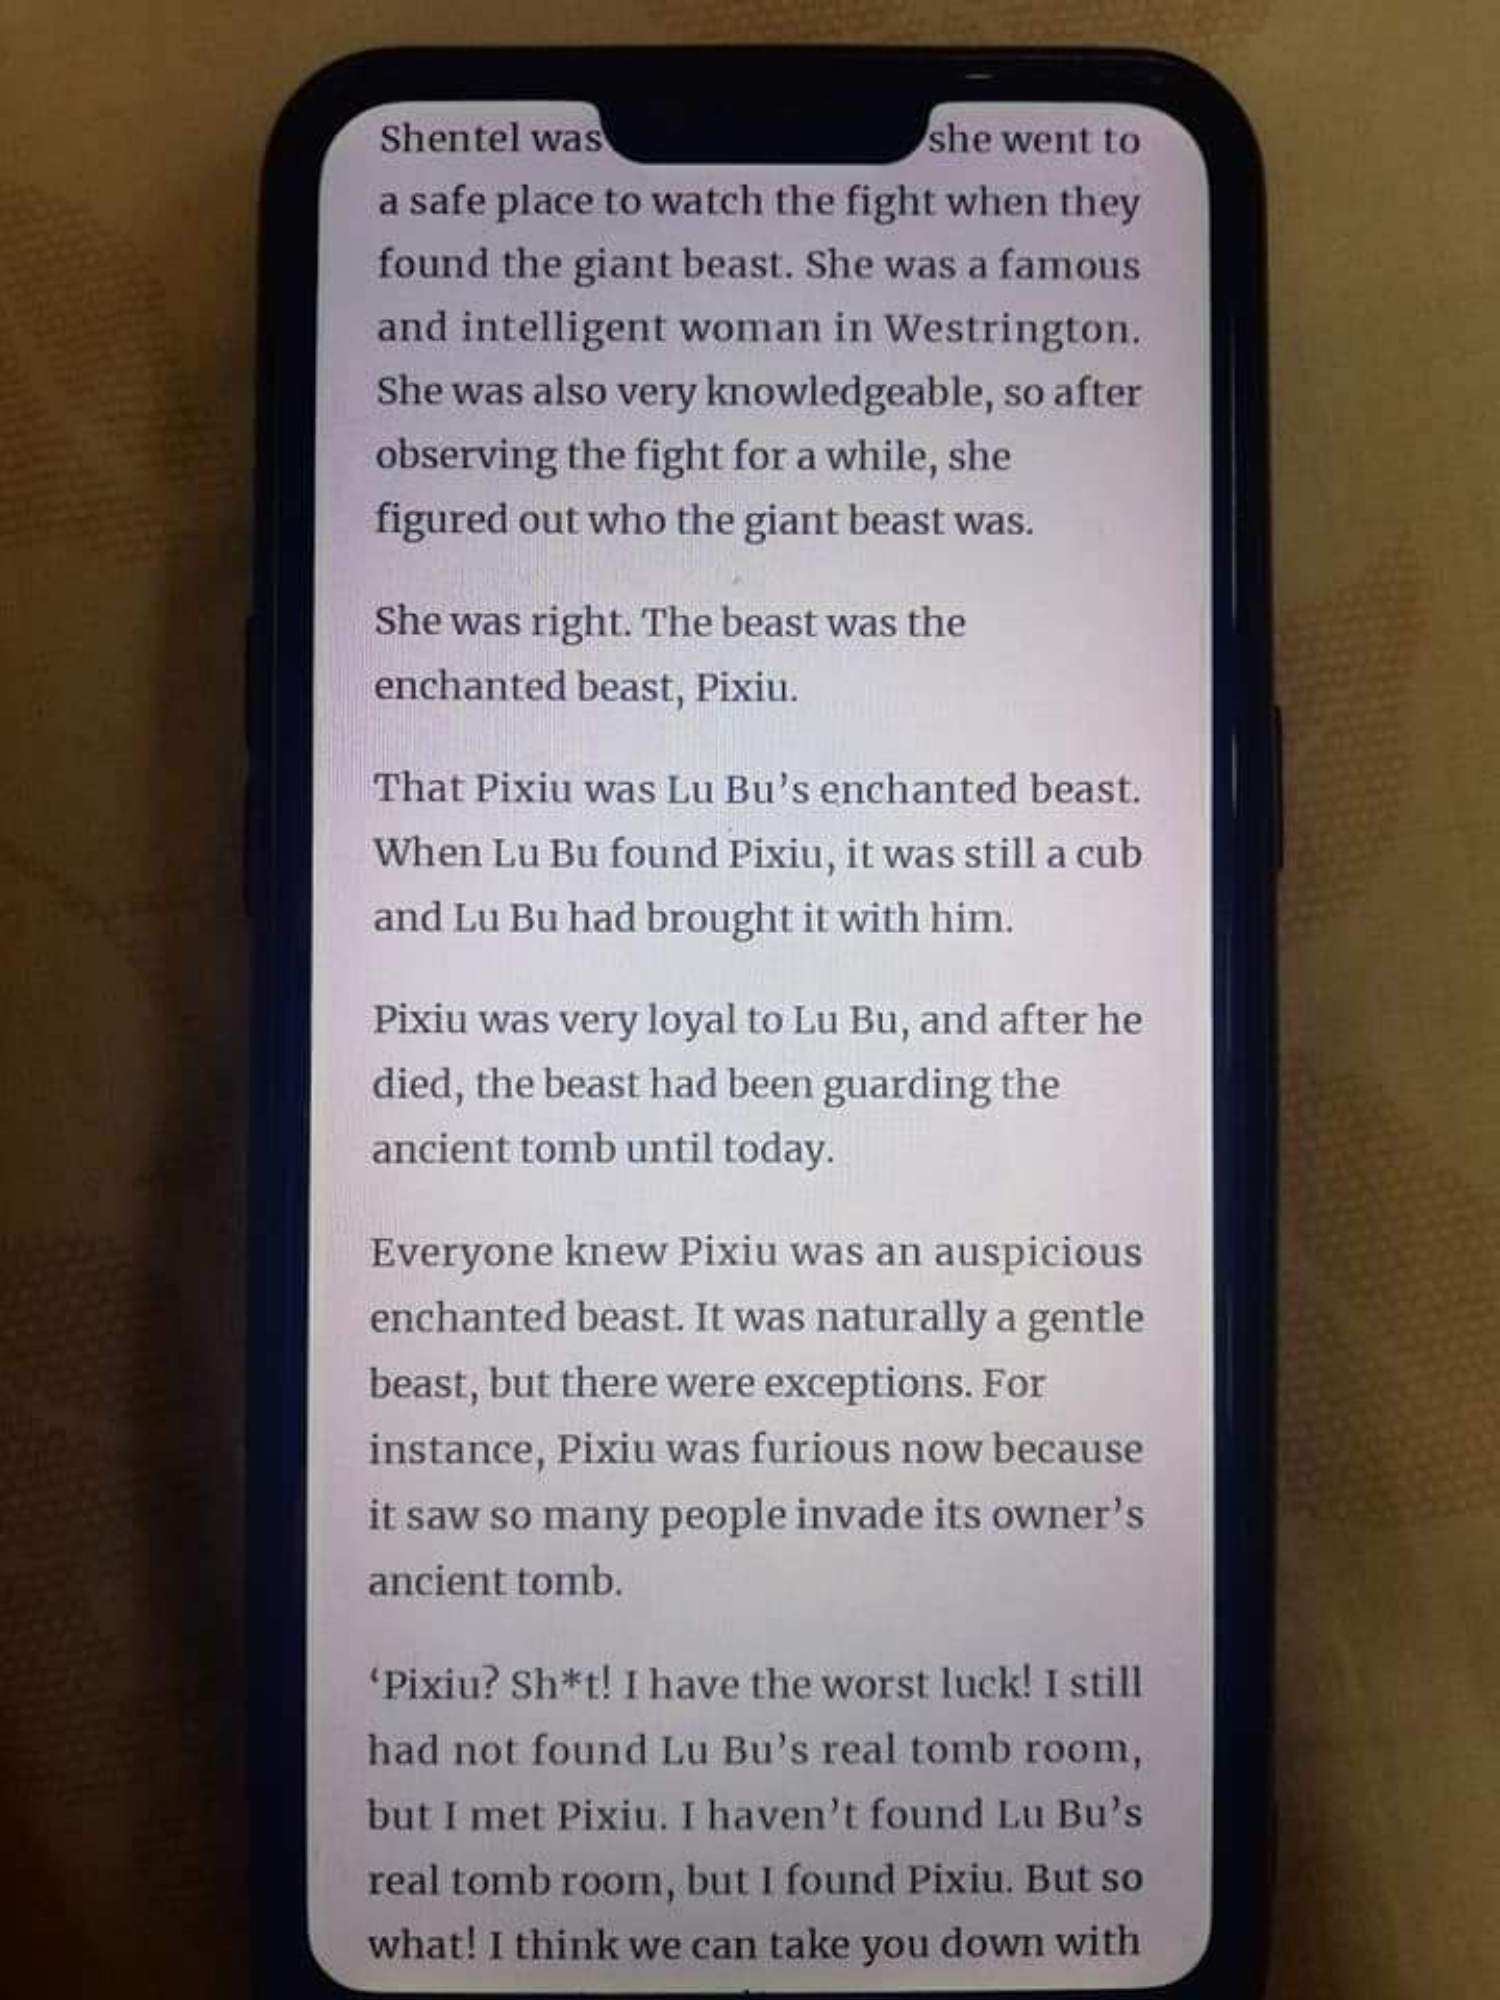 Shentel was she went to
a safe place to watch the fight when they
found the giant beast. She was a famous
and intelligent woman in Westrington.
She was also very knowledgeable, so after
observing the fight for a while, she
figured out who the giant beast was.
She was right. The beast was the
enchanted beast, Pixiu.
That Pixiu was Lu Bu’s enchanted beast.
When Lu Bu found Pixiu, it was still a cub
and Lu Bu had brought it with him.
Pixiu was very loyal to Lu Bu, and after he
died, the beast had been guarding the
ancient tomb until today.
Everyone knew Pixiu was an auspicious
enchanted beast. It was naturally a gentle
beast, but there were exceptions. For
instance, Pixiu was furious now because
it saw so many people invade its owner’s
ancient tomb.
‘Pixiu? Sh*t! I have the worst luck! I still
had not found Lu Bu’s real tomb room,
but I met Pixiu. I haven’t found Lu Bu’s
real tomb room, but I found Pixiu. But so
what! I think we can take you down with